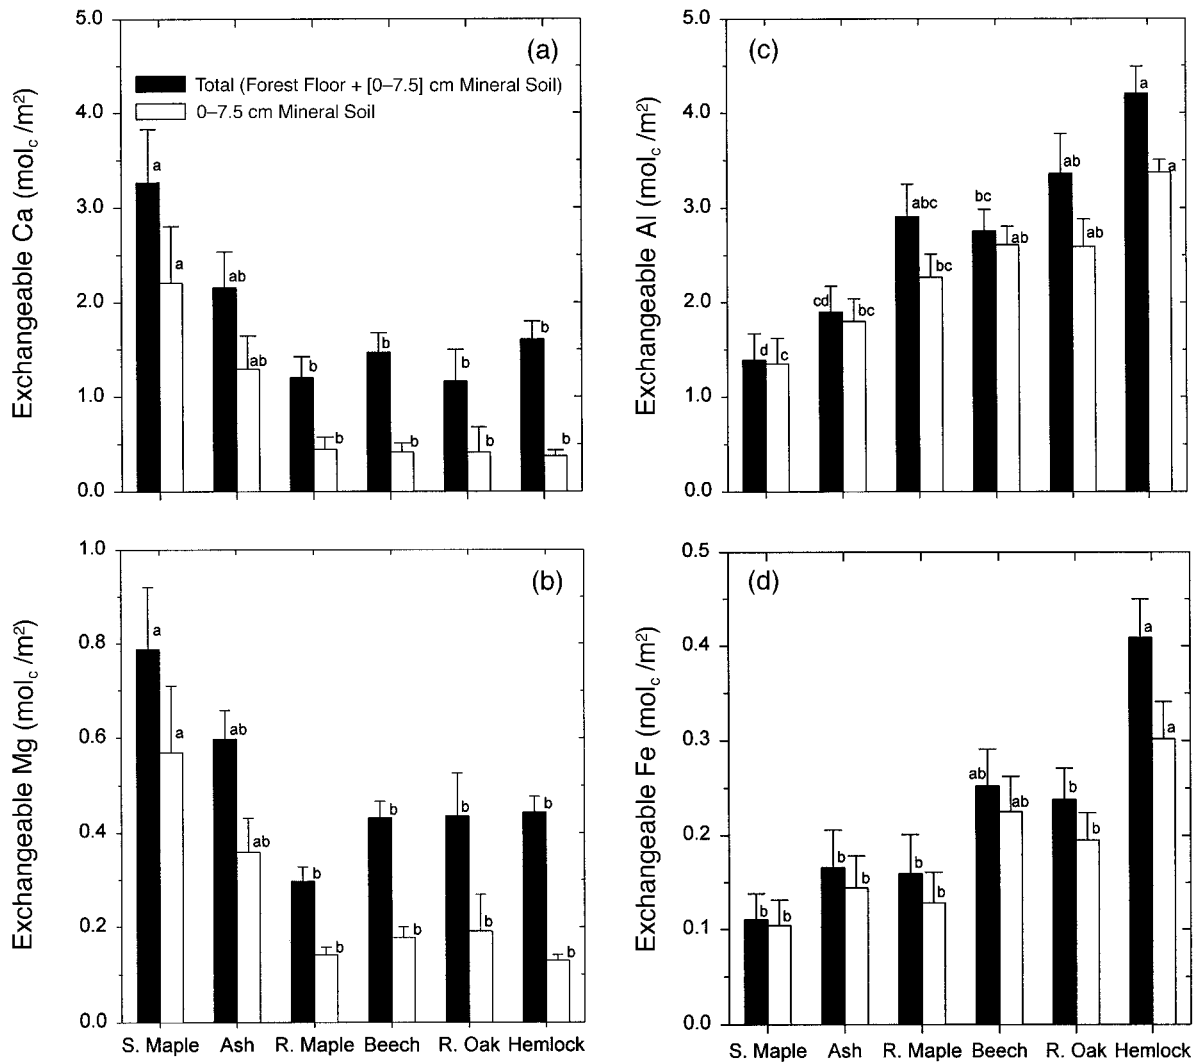 5.0
4.0
3.0
2.0
1.0
0.0
Exchangeable Ca (molc /m2)
(a)
Total (Forest Floor + [0–7.5] cm Mineral Soil)
0–7.5 cm Mineral Soil
a
a
ab
ab
b
b
b
b
b
b
b
b
5.0
4.0
3.0
2.0
1.0
0.0
Exchangeable Al (molc /m2)
(c)
d
c
cd
bc
abc
bc
bc
ab
ab
ab
a
a
1.0
0.8
0.6
0.4
0.2
0.0
Exchangeable Mg (molc /m2)
(b)
a
a
ab
ab
b
b
b
b
b
b
b
b
S. Maple Ash R. Maple Beech R. Oak Hemlock
0.5
0.4
0.3
0.2
0.1
0.0
Exchangeable Fe (molc /m2)
(d)
b
b
b
b
b
b
ab
ab
b
b
a
a
S. Maple Ash R. Maple Beech R. Oak Hemlock